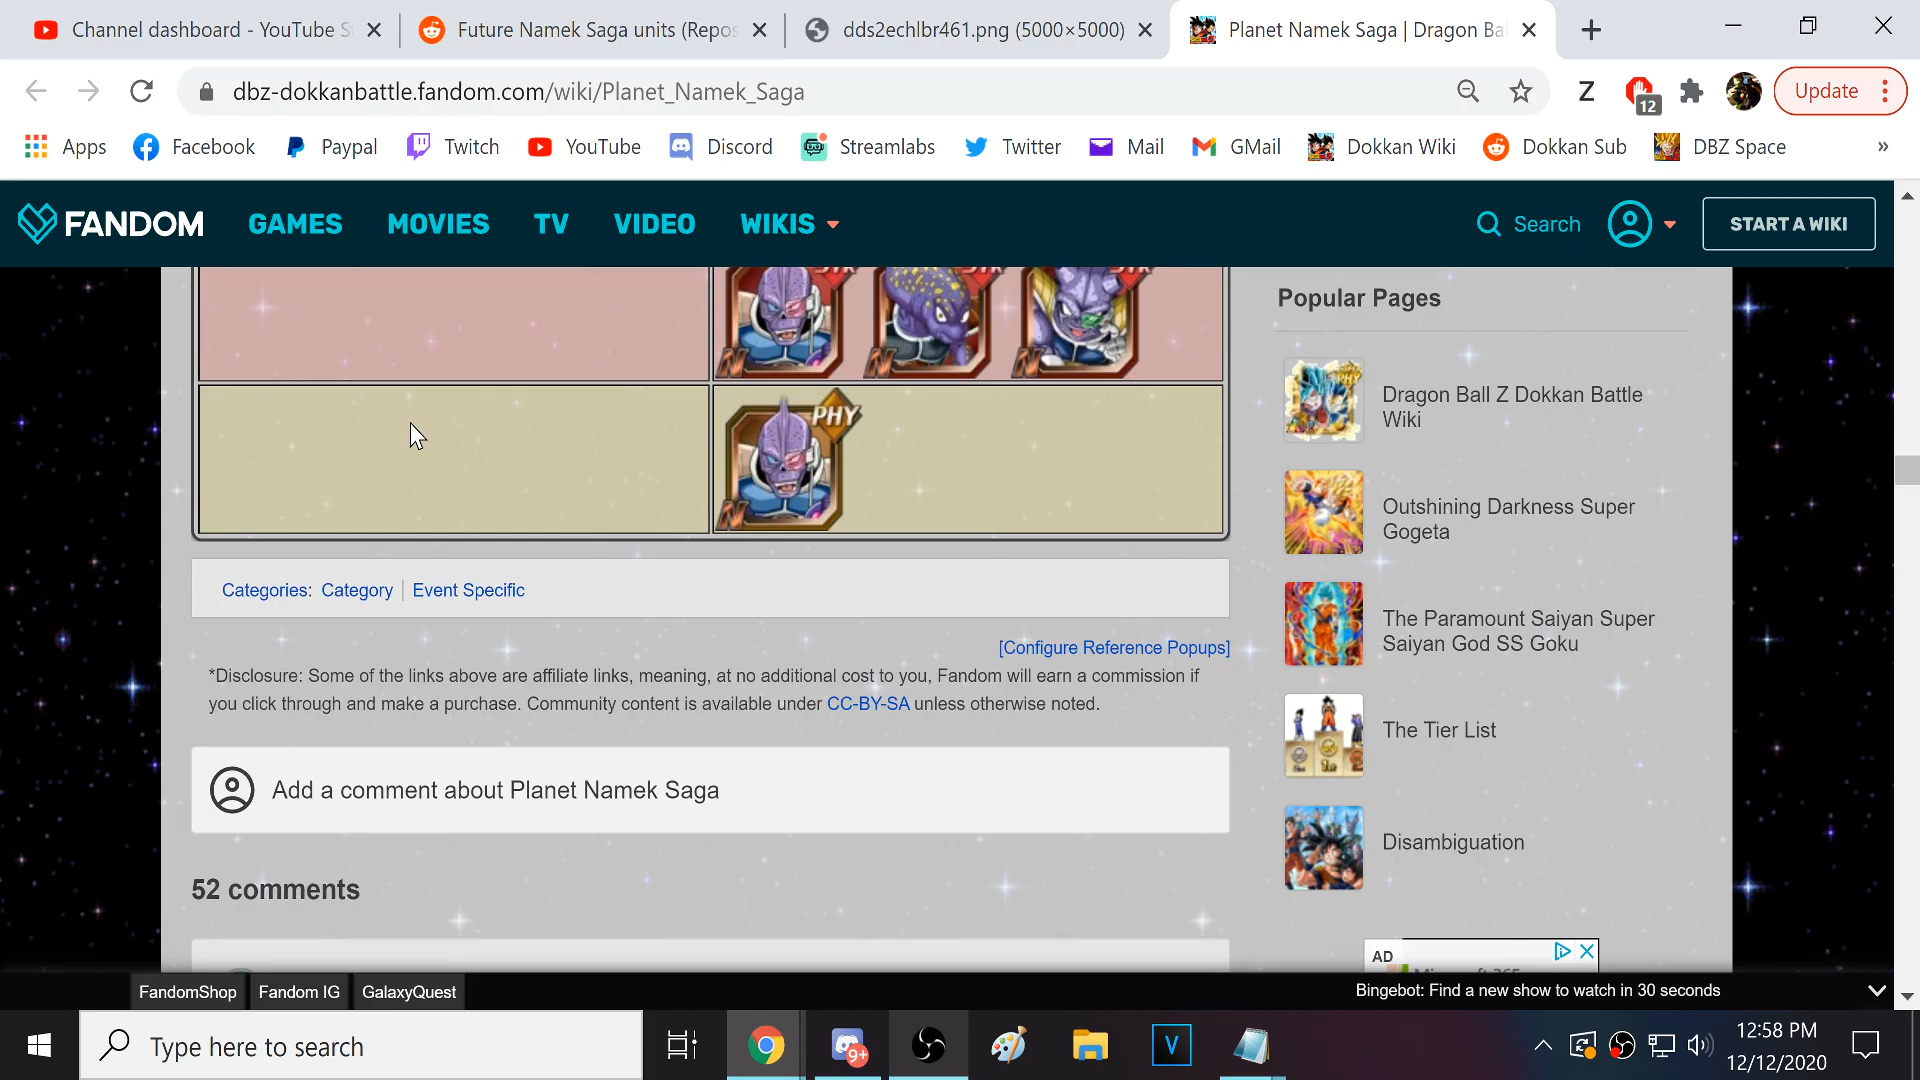 Channel dashboard - YouTube S
Future Namek Saga units (Repos
dds2echlbr461.png (5000×5000)
Planet Namek Saga | Dragon Ba
dbz-dokkanbattle.fandom.com/wiki/Planet_Namek_Saga
Z
12
Update
Apps
Facebook
Paypal
Twitch
YouTube
Discord
Streamlabs
Twitter
Mail
GMail
Dokkan Wiki
Dokkan Sub
DBZ Space
»
FANDOM
GAMES
MOVIES
TV
VIDEO
WIKIS
Search
START A WIKI
STR STR STR
N N N
PHY
N
Categories: Category | Event Specific
[Configure Reference Popups]
*Disclosure: Some of the links above are affiliate links, meaning, at no additional cost to you, Fandom will earn a commission if
you click through and make a purchase. Community content is available under CC-BY-SA unless otherwise noted.
Add a comment about Planet Namek Saga
52 comments
Popular Pages
PHY
Dragon Ball Z Dokkan Battle
Wiki
Outshining Darkness Super
Gogeta
The Paramount Saiyan Super
Saiyan God SS Goku
The Tier List
Disambiguation
AD
Microsoft 365
FandomShop
Fandom IG
GalaxyQuest
Bingebot: Find a new show to watch in 30 seconds
Type here to search
9+
V
12:58 PM
12/12/2020